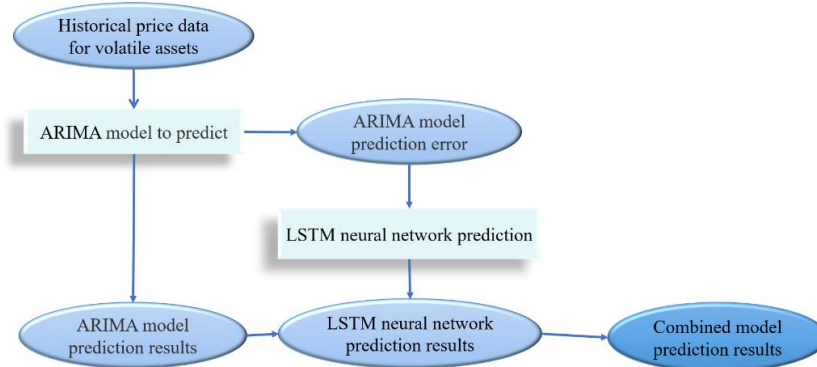 Historical price data
for volatile assets
ARIMA model to predict
ARIMA model
prediction error
LSTM neural network prediction
ARIMA model
prediction results
LSTM neural network
prediction results
Combined model
prediction results